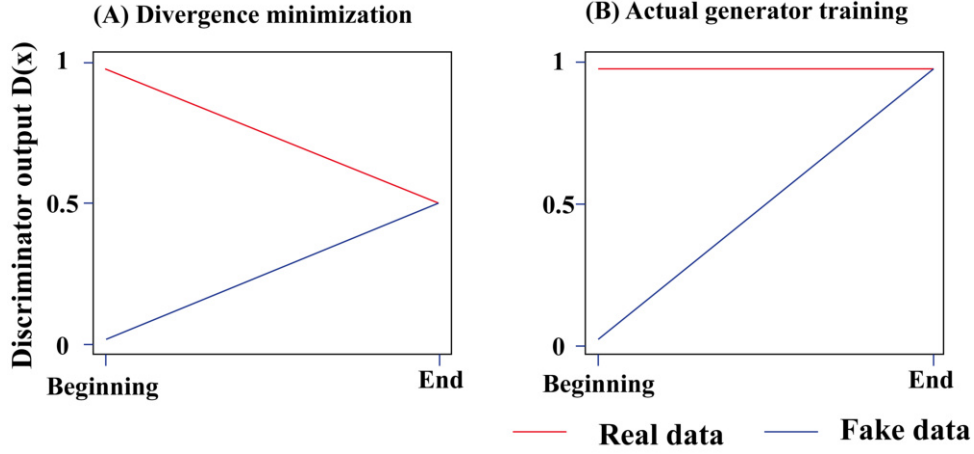 (A) Divergence minimization
(B) Actual generator training
Discriminator output D(x)
1
0.5
0
Beginning
End
1
0.5
0
Beginning
End
Real data
Fake data